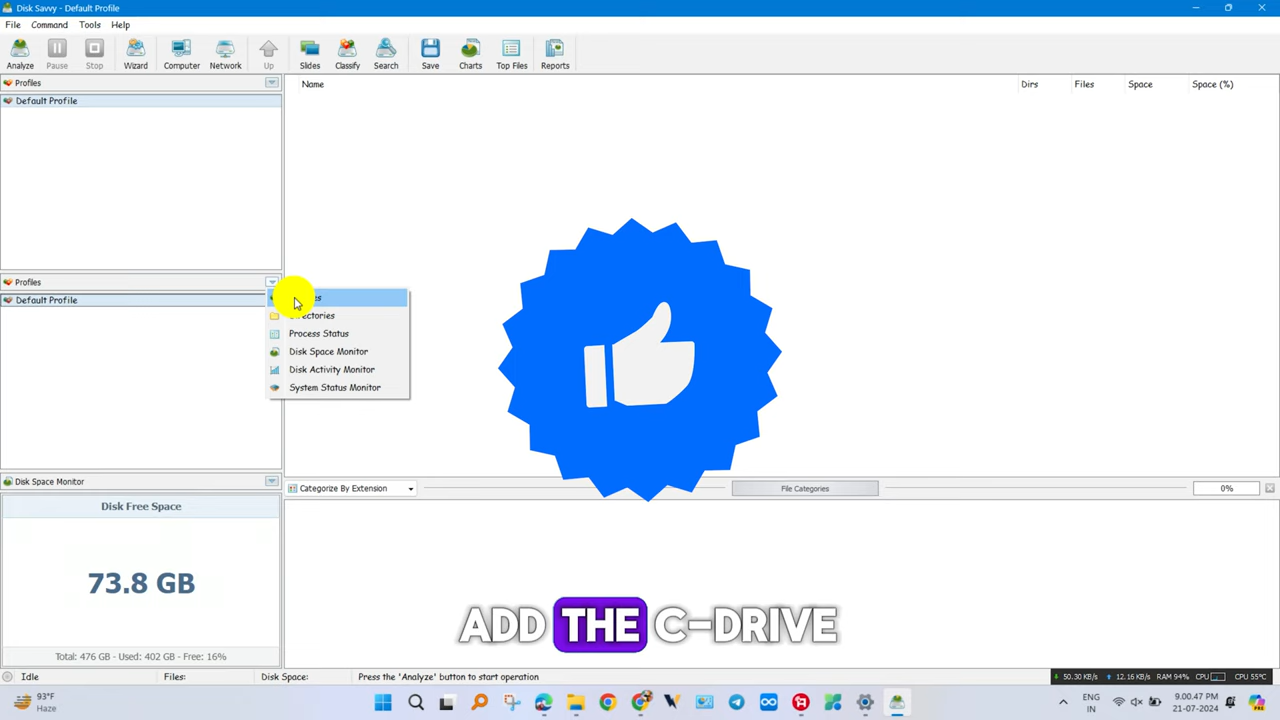 Disk Savvy - Default Profile
File Command Tools Help
Analyze Pause Stop Wizard Computer Network Up Slides Classify Search Save Charts Top Files Reports
Profiles
Default Profile
Name Dirs Files Space Space (%)
Profiles
Default Profile
Directories
Process Status
Disk Space Monitor
Disk Activity Monitor
System Status Monitor
Disk Space Monitor
Categorize By Extension File Categories 0%
Disk Free Space
73.8 GB
ADD THE C-DRIVE
Total: 476 GB - Used: 402 GB - Free: 16%
Idle Files: Disk Space: Press the 'Analyze' button to start operation
50.30 KB/s 12.16 KB/s RAM 94% CPU CPU 55°C
93°F
Haze
ENG
IN
9.00.47 PM
21-07-2024